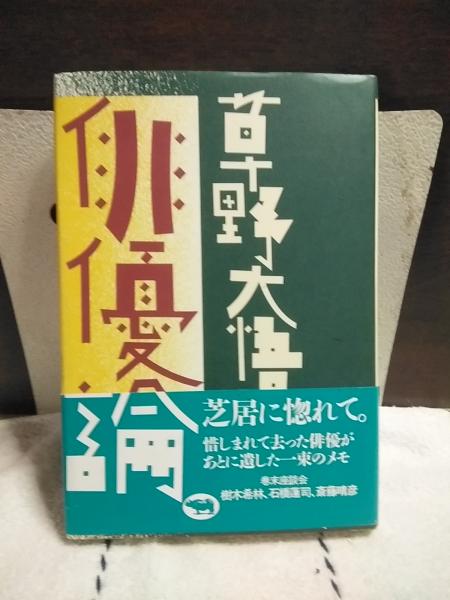 草野大悟
俳優論
芝居に惚れて。
惜しまれて去った俳優が
あとに遺した一束のメモ
巻末座談会
樹木希林、石橋蓮司、斎藤晴彦